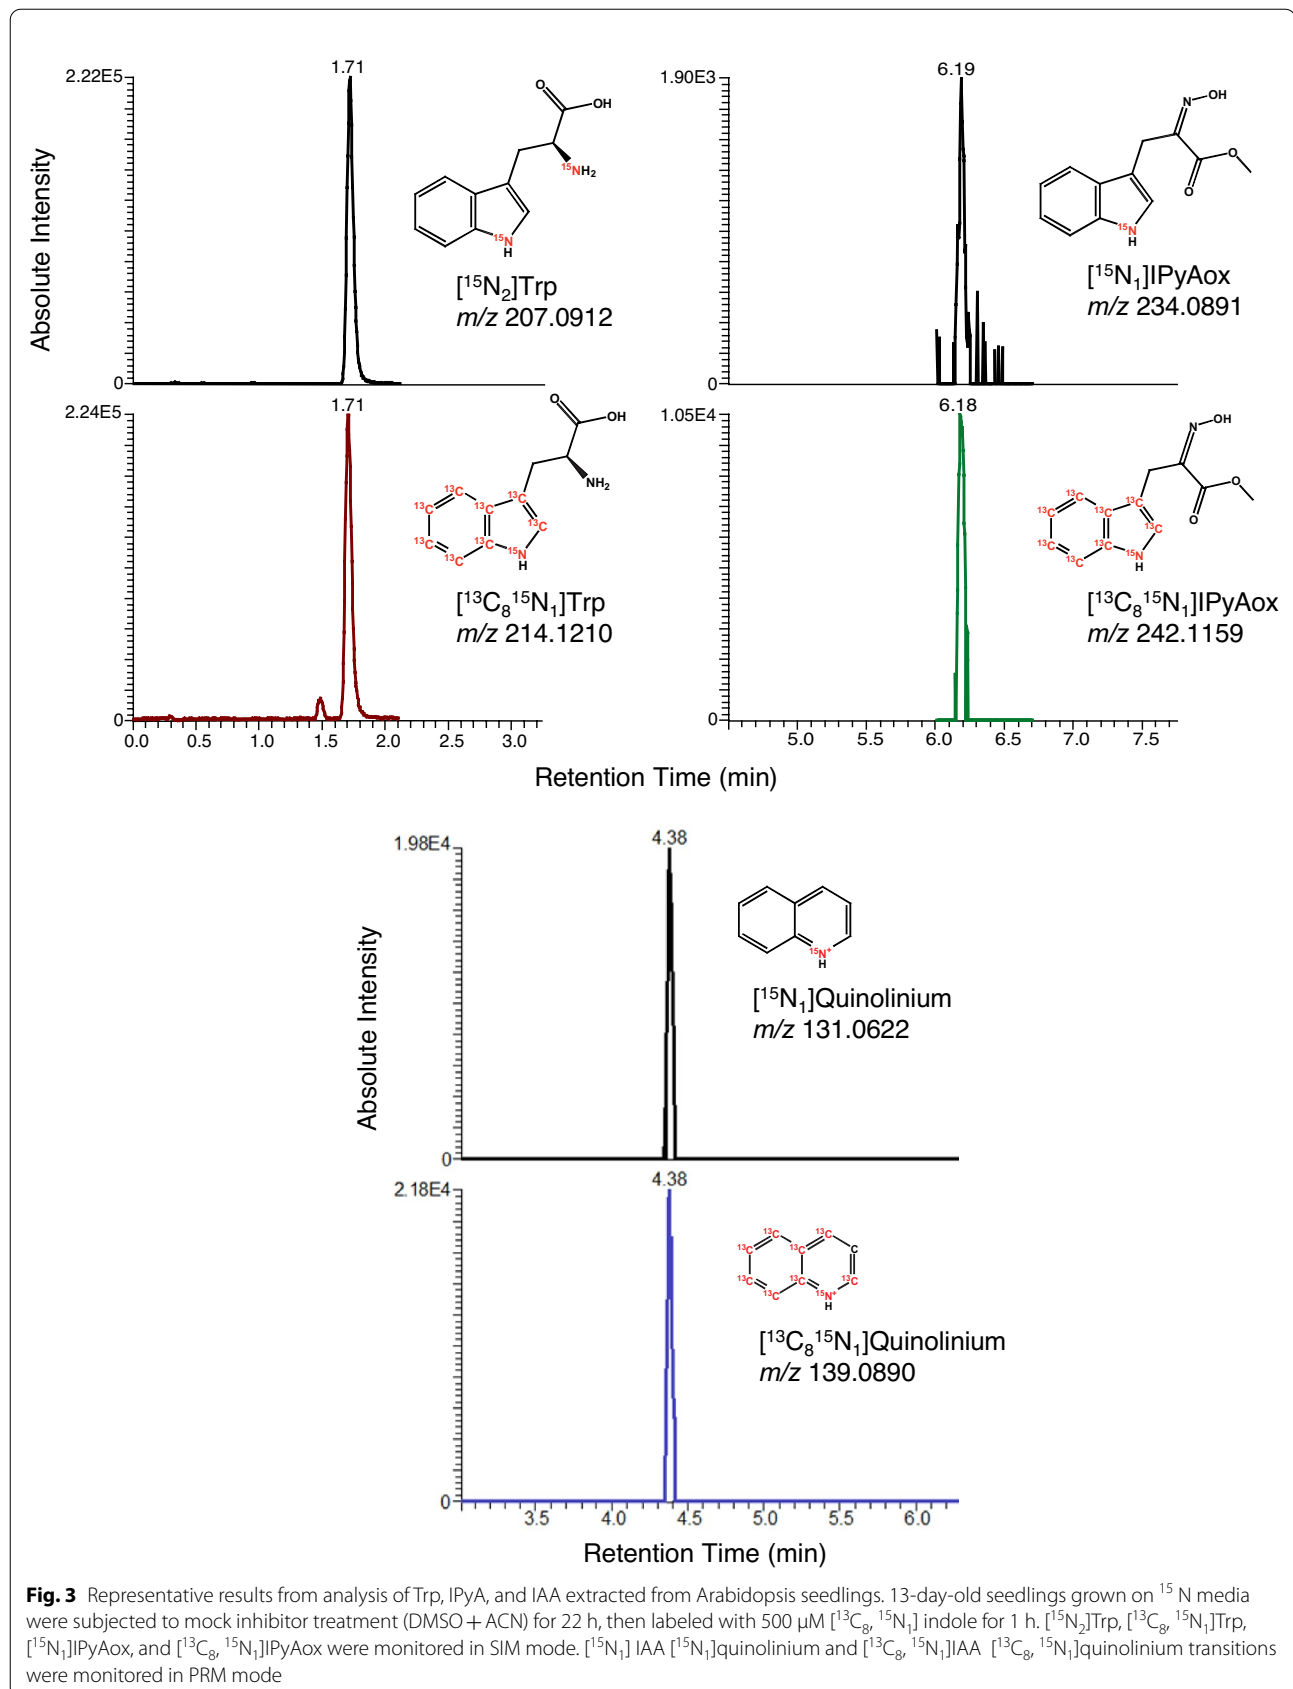 2.22E5
1.71
Absolute Intensity
0
O
OH
¹⁵NH₂
¹⁵N
H
[¹⁵N₂]Trp
m/z 207.0912
1.90E3
6.19
0
N
OH
O
O
¹⁵N
H
[¹⁵N₁]IPyAox
m/z 234.0891
2.24E5
1.71
0
O
OH
NH₂
¹³C
¹³C
¹³C
¹³C
¹³C
¹³C
¹³C
¹³C
¹⁵N
H
[¹³C₈¹⁵N₁]Trp
m/z 214.1210
0.0 0.5 1.0 1.5 2.0 2.5 3.0
1.05E4
6.18
0
N
OH
O
O
¹³C
¹³C
¹³C
¹³C
¹³C
¹³C
¹³C
¹³C
¹⁵N
H
[¹³C₈¹⁵N₁]IPyAox
m/z 242.1159
5.0 5.5 6.0 6.5 7.0 7.5
Retention Time (min)
1.98E4
4.38
Absolute Intensity
0
¹⁵N⁺
H
[¹⁵N₁]Quinolinium
m/z 131.0622
2.18E4
4.38
0
¹³C
¹³C
¹³C
¹³C
C
¹³C
¹³C
¹³C
¹³C
¹⁵N⁺
H
[¹³C₈¹⁵N₁]Quinolinium
m/z 139.0890
3.5 4.0 4.5 5.0 5.5 6.0
Retention Time (min)
Fig. 3 Representative results from analysis of Trp, IPyA, and IAA extracted from Arabidopsis seedlings. 13-day-old seedlings grown on ¹⁵ N media
were subjected to mock inhibitor treatment (DMSO + ACN) for 22 h, then labeled with 500 µM [¹³C₈, ¹⁵N₁] indole for 1 h. [¹⁵N₂]Trp, [¹³C₈, ¹⁵N₁]Trp,
[¹⁵N₁]IPyAox, and [¹³C₈, ¹⁵N₁]IPyAox were monitored in SIM mode. [¹⁵N₁] IAA [¹⁵N₁]quinolinium and [¹³C₈, ¹⁵N₁]IAA [¹³C₈, ¹⁵N₁]quinolinium transitions
were monitored in PRM mode